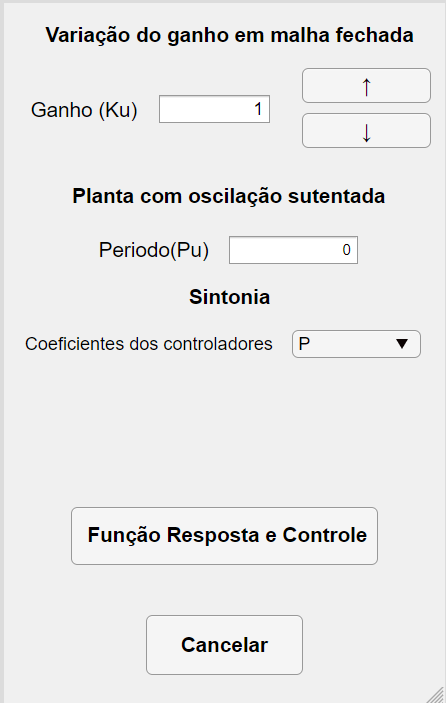 Variação do ganho em malha fechada
↑
Ganho (Ku) 1
↓
Planta com oscilação sutentada
Periodo(Pu) 0
Sintonia
Coeficientes dos controladores P ▼
Função Resposta e Controle
Cancelar